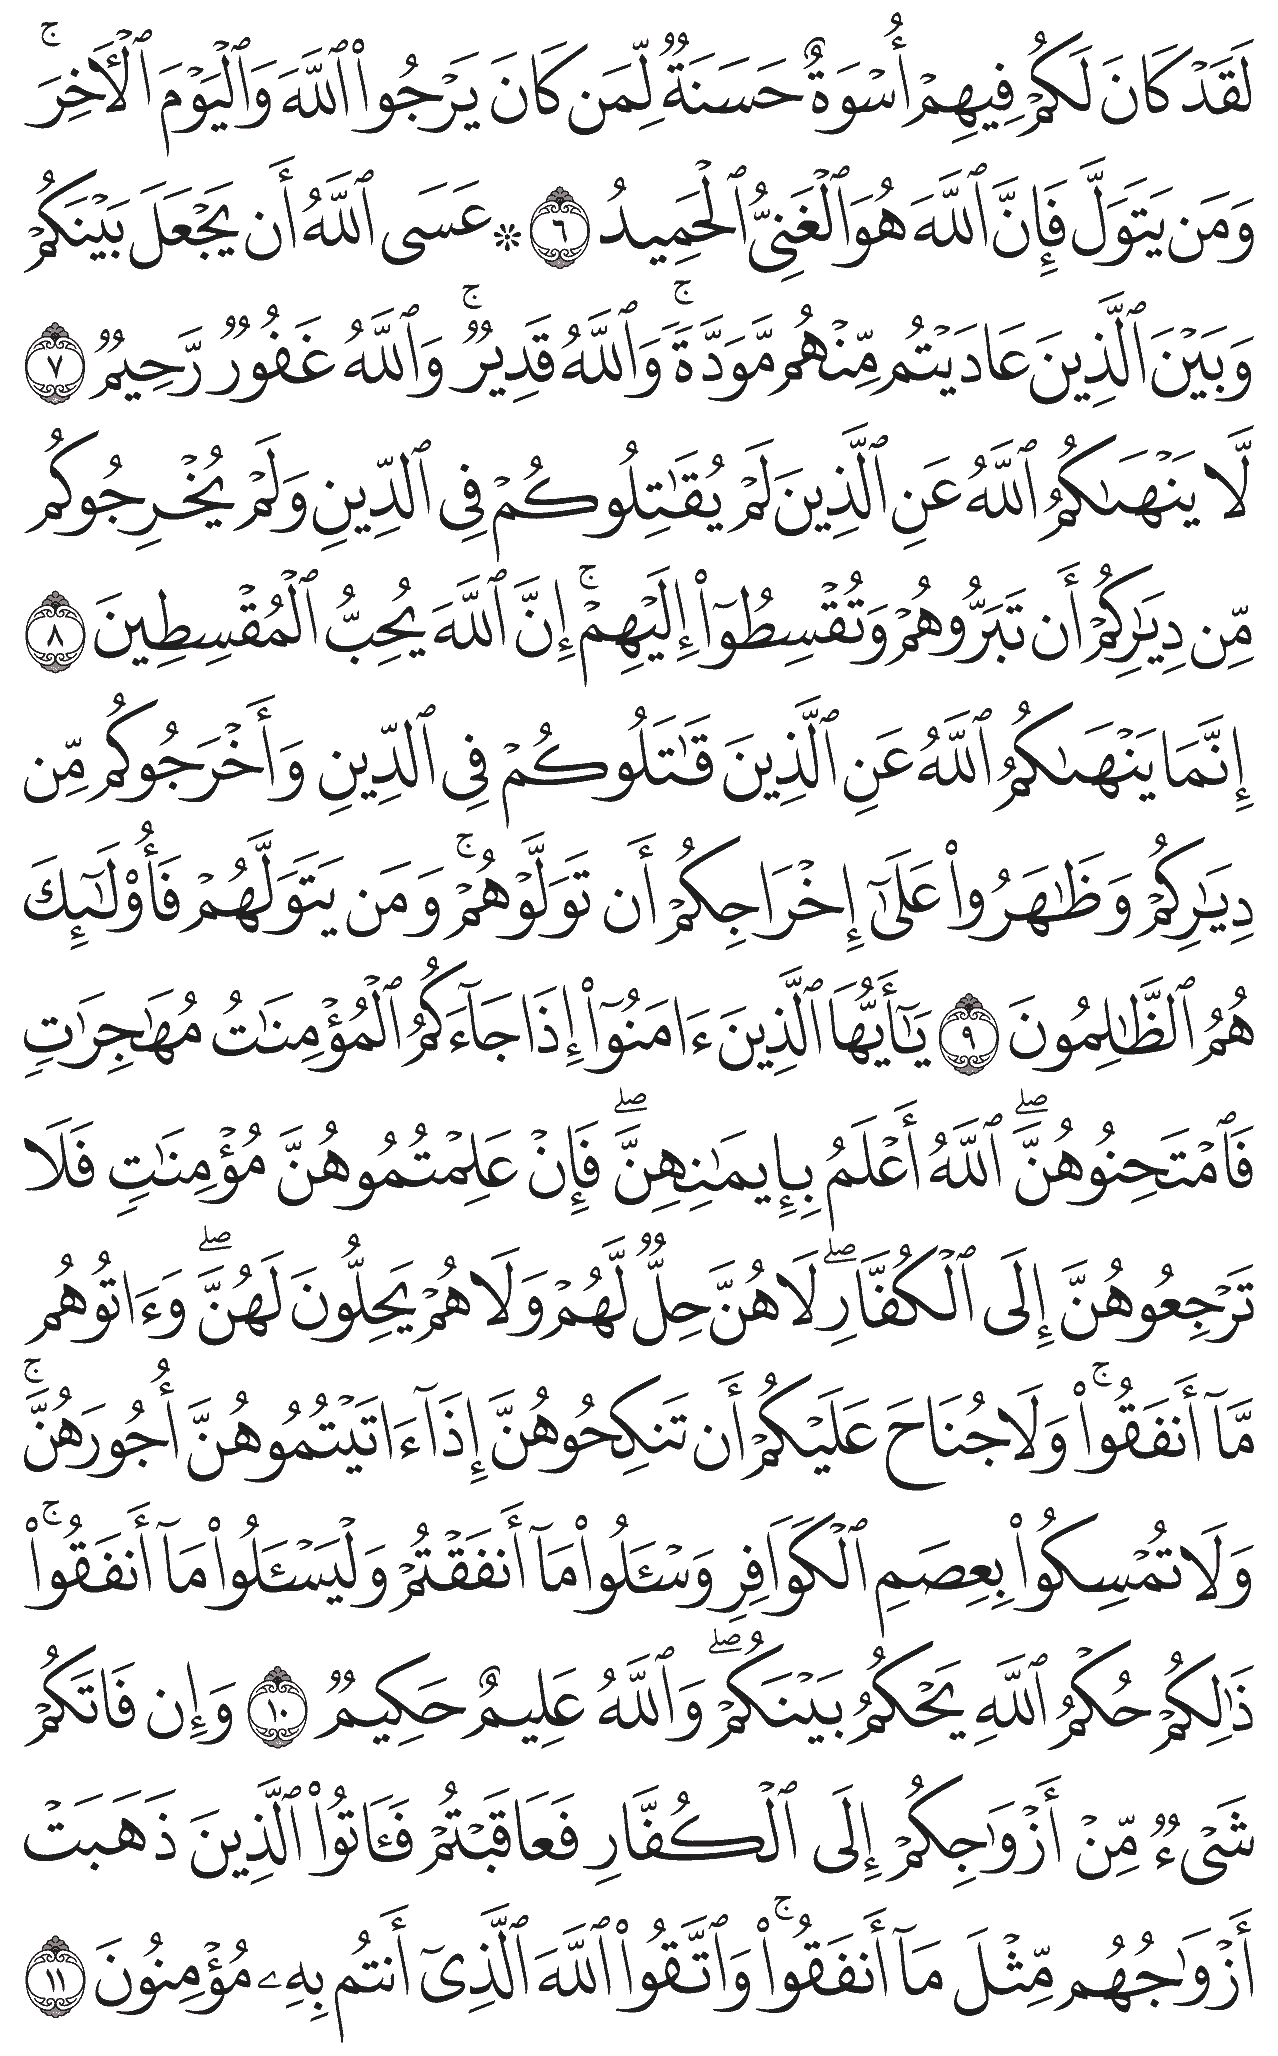 لَقَدۡ كَانَ لَكُمۡ فِيهِمۡ أُسۡوَةٌ حَسَنَةٞ لِّمَن كَانَ يَرۡجُواْ ٱللَّهَ وَٱلۡيَوۡمَ ٱلۡأٓخِرَۚ
وَمَن يَتَوَلَّ فَإِنَّ ٱللَّهَ هُوَ ٱلۡغَنِيُّ ٱلۡحَمِيدُ ٦ ۞ عَسَى ٱللَّهُ أَن يَجۡعَلَ بَيۡنَكُمۡ
وَبَيۡنَ ٱلَّذِينَ عَادَيۡتُم مِّنۡهُم مَّوَدَّةٗۚ وَٱللَّهُ قَدِيرٞۚ وَٱللَّهُ غَفُورٞ رَّحِيمٞ ٧
لَّا يَنۡهَىٰكُمُ ٱللَّهُ عَنِ ٱلَّذِينَ لَمۡ يُقَٰتِلُوكُمۡ فِي ٱلدِّينِ وَلَمۡ يُخۡرِجُوكُم
مِّن دِيَٰرِكُمۡ أَن تَبَرُّوهُمۡ وَتُقۡسِطُوٓاْ إِلَيۡهِمۡۚ إِنَّ ٱللَّهَ يُحِبُّ ٱلۡمُقۡسِطِينَ ٨
إِنَّمَا يَنۡهَىٰكُمُ ٱللَّهُ عَنِ ٱلَّذِينَ قَٰتَلُوكُمۡ فِي ٱلدِّينِ وَأَخۡرَجُوكُم مِّن
دِيَٰرِكُمۡ وَظَٰهَرُواْ عَلَىٰٓ إِخۡرَاجِكُمۡ أَن تَوَلَّوۡهُمۡۚ وَمَن يَتَوَلَّهُمۡ فَأُوْلَٰٓئِكَ
هُمُ ٱلظَّٰلِمُونَ ٩ يَٰٓأَيُّهَا ٱلَّذِينَ ءَامَنُوٓاْ إِذَا جَآءَكُمُ ٱلۡمُؤۡمِنَٰتُ مُهَٰجِرَٰتٖ
فَٱمۡتَحِنُوهُنَّۖ ٱللَّهُ أَعۡلَمُ بِإِيمَٰنِهِنَّۖ فَإِنۡ عَلِمۡتُمُوهُنَّ مُؤۡمِنَٰتٖ فَلَا
تَرۡجِعُوهُنَّ إِلَى ٱلۡكُفَّارِۖ لَا هُنَّ حِلّٞ لَّهُمۡ وَلَا هُمۡ يَحِلُّونَ لَهُنَّۖ وَءَاتُوهُم
مَّآ أَنفَقُواْۚ وَلَا جُنَاحَ عَلَيۡكُمۡ أَن تَنكِحُوهُنَّ إِذَآ ءَاتَيۡتُمُوهُنَّ أُجُورَهُنَّۚ
وَلَا تُمۡسِكُواْ بِعِصَمِ ٱلۡكَوَافِرِ وَسۡـَٔلُواْ مَآ أَنفَقۡتُمۡ وَلۡيَسۡـَٔلُواْ مَآ أَنفَقُواْۚ
ذَٰلِكُمۡ حُكۡمُ ٱللَّهِ يَحۡكُمُ بَيۡنَكُمۡۖ وَٱللَّهُ عَلِيمٌ حَكِيمٞ ١٠ وَإِن فَاتَكُمۡ
شَيۡءٞ مِّنۡ أَزۡوَٰجِكُمۡ إِلَى ٱلۡكُفَّارِ فَعَاقَبۡتُمۡ فَـَٔاتُواْ ٱلَّذِينَ ذَهَبَتۡ
أَزۡوَٰجُهُم مِّثۡلَ مَآ أَنفَقُواْۚ وَٱتَّقُواْ ٱللَّهَ ٱلَّذِيٓ أَنتُم بِهِۦ مُؤۡمِنُونَ ١١